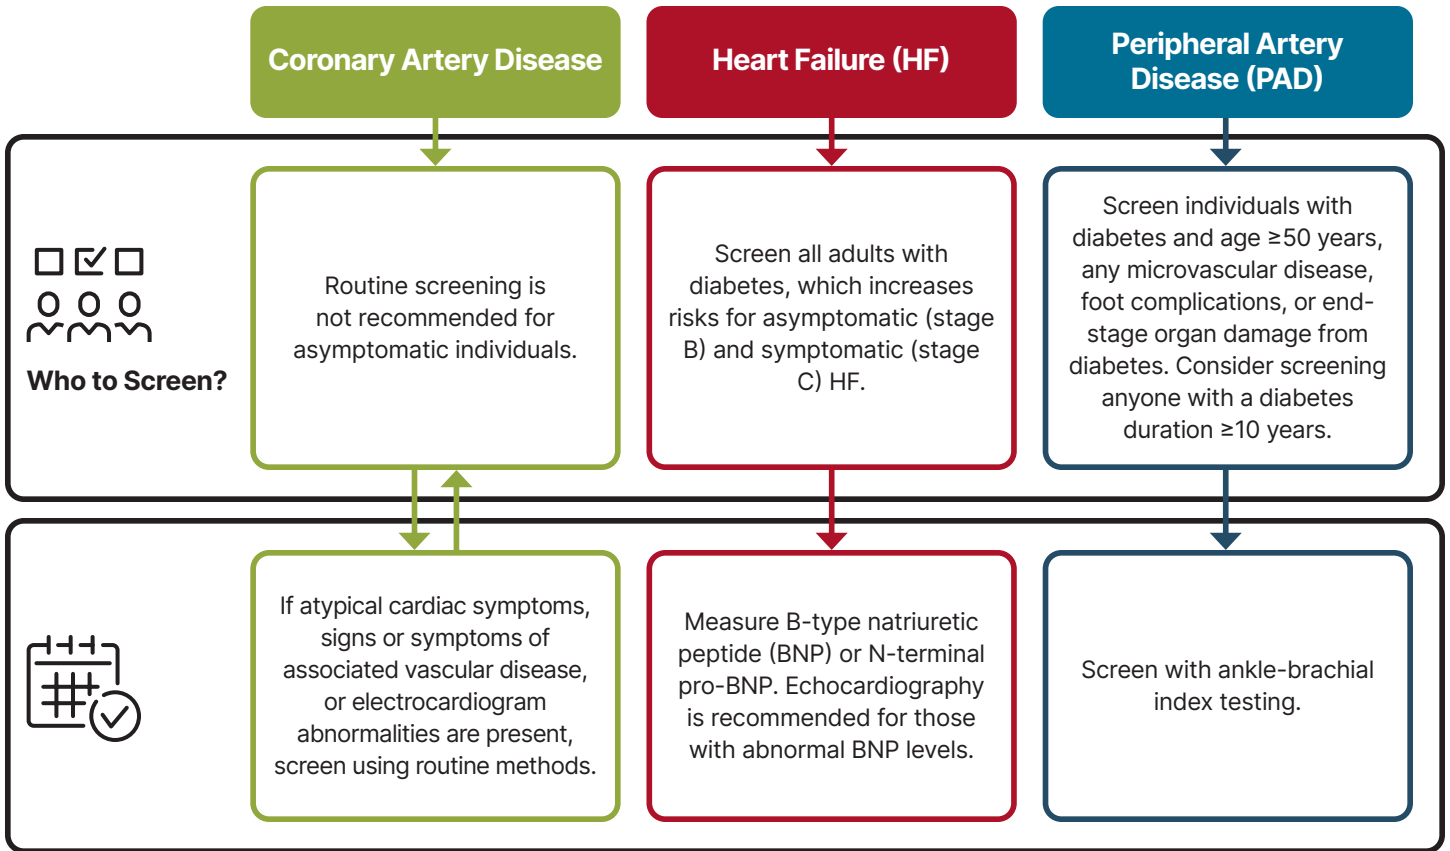 Coronary Artery Disease
Heart Failure (HF)
Peripheral Artery
Disease (PAD)
Who to Screen?
Routine screening is
not recommended for
asymptomatic individuals.
Screen all adults with
diabetes, which increases
risks for asymptomatic (stage
B) and symptomatic (stage
C) HF.
Screen individuals with
diabetes and age ≥50 years,
any microvascular disease,
foot complications, or end-
stage organ damage from
diabetes. Consider screening
anyone with a diabetes
duration ≥10 years.
If atypical cardiac symptoms,
signs or symptoms of
associated vascular disease,
or electrocardiogram
abnormalities are present,
screen using routine methods.
Measure B-type natriuretic
peptide (BNP) or N-terminal
pro-BNP. Echocardiography
is recommended for those
with abnormal BNP levels.
Screen with ankle-brachial
index testing.